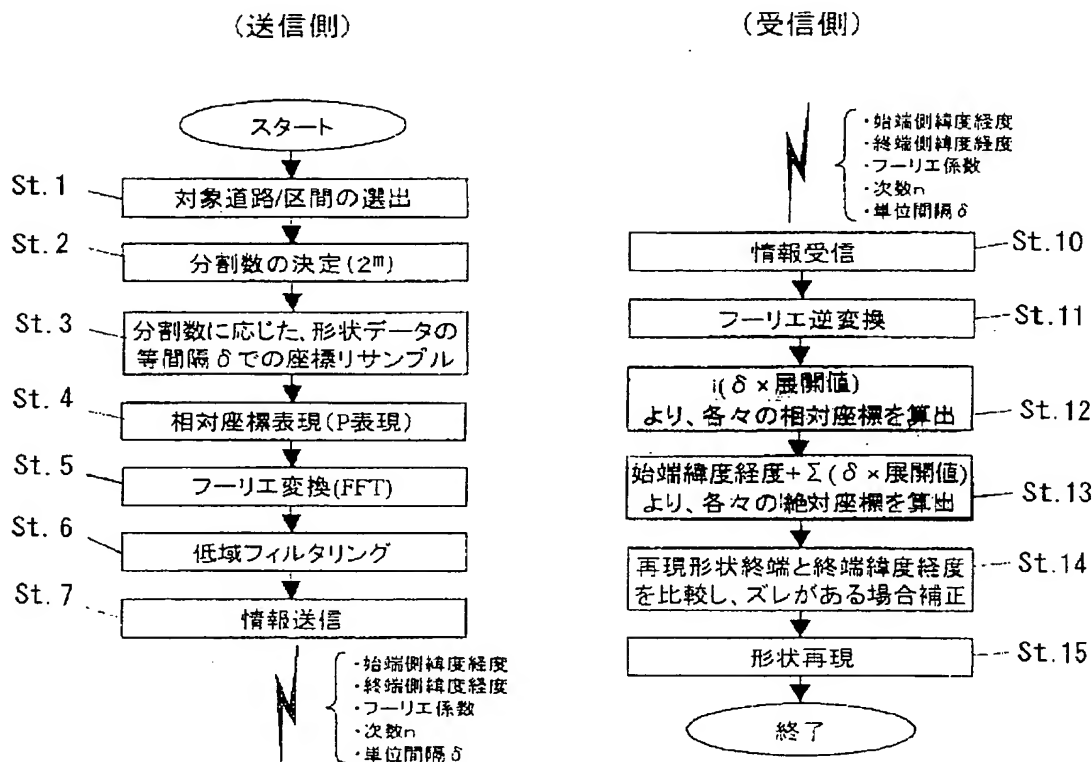 (送信側)
スタート
St.1
対象道路/区間の選出
St.2
分割数の決定(2ᵐ)
St.3
分割数に応じた、形状データの
等間隔δでの座標リサンプル
St.4
相対座標表現(P表現)
St.5
フーリエ変換(FFT)
St.6
低域フィルタリング
St.7
情報送信
・始端側緯度経度
・終端側緯度経度
・フーリエ係数
・次数n
・単位間隔δ
(受信側)
・始端側緯度経度
・終端側緯度経度
・フーリエ係数
・次数n
・単位間隔δ
情報受信
St.10
フーリエ逆変換
St.11
i(δ×展開値)
より、各々の相対座標を算出
St.12
始端緯度経度+Σ(δ×展開値)
より、各々の絶対座標を算出
St.13
再現形状終端と終端緯度経度
を比較し、ズレがある場合補正
St.14
形状再現
St.15
終了